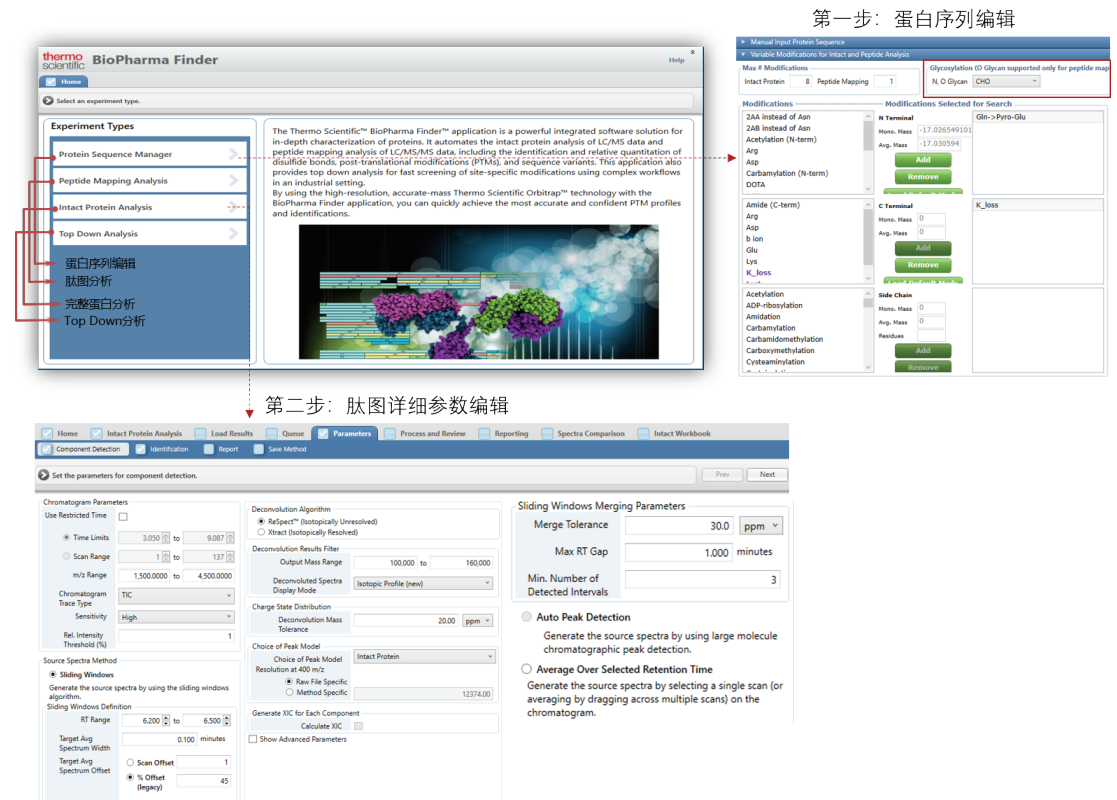 第一步：蛋白序列编辑
thermo
scientific
BioPharma Finder
Help
Home
Select an experiment type.
Experiment Types
Protein Sequence Manager
Peptide Mapping Analysis
Intact Protein Analysis
Top Down Analysis
蛋白序列编辑
肽图分析
完整蛋白分析
Top Down分析
The Thermo Scientific™ BioPharma Finder™ application is a powerful integrated software solution for
in-depth characterization of proteins. It automates the intact protein analysis of LC/MS data and
peptide mapping analysis of LC/MS/MS data, including the identification and relative quantitation of
disulfide bonds, post-translational modifications (PTMs), and sequence variants. This application also
provides top down analysis for fast screening of site-specific modifications using complex workflows
in an industrial setting.
By using the high-resolution, accurate-mass Thermo Scientific Orbitrap™ technology with the
BioPharma Finder application, you can quickly achieve the most accurate and confident PTM profiles
and identifications.
Manual Input Protein Sequence
Variable Modifications for Intact and Peptide Analysis
Max # Modifications
Intact Protein 8 Peptide Mapping 1
Glycosylation (O Glycan supported only for peptide map
N, O Glycan CHO
Modifications
Modifications Selected for Search
2AA instead of Asn
2AB instead of Asn
Acetylation (N-term)
Arg
Asp
Carbamylation (N-term)
DOTA
N Terminal
Mono. Mass -17.026549101
Avg. Mass -17.030594
Add
Remove
Gln->Pyro-Glu
Amide (C-term)
Arg
Asp
b ion
Glu
Lys
K_loss
C Terminal
Mono. Mass 0
Avg. Mass 0
Add
Remove
K_loss
Acetylation
ADP-ribosylation
Amidation
Carbamylation
Carbamidomethylation
Carboxymethylation
Cysteaminylation
Side Chain
Mono. Mass 0
Avg. Mass 0
Residues
Add
Remove
第二步：肽图详细参数编辑
Home
Intact Protein Analysis
Load Results
Queue
Parameters
Process and Review
Reporting
Spectra Comparison
Intact Workbook
Component Detection
Identification
Report
Save Method
Set the parameters for component detection.
Prev
Next
Chromatogram Parameters
Use Restricted Time
Time Limits 3.050 to 9.087
Scan Range 1 to 137
m/z Range 1,500.0000 to 4,500.0000
Chromatogram
Trace Type
TIC
Sensitivity High
Rel. Intensity
Threshold (%)
1
Source Spectra Method
Sliding Windows
Generate the source spectra by using the sliding windows
algorithm.
Sliding Windows Definition
RT Range 6.200 to 6.500
Target Avg
Spectrum Width
0.100 minutes
Target Avg
Spectrum Offset
Scan Offset 1
% Offset
(legacy)
45
Deconvolution Algorithm
ReSpect™ (Isotopically Unresolved)
Xtract (Isotopically Resolved)
Deconvolution Results Filter
Output Mass Range 100,000 to 160,000
Deconvoluted Spectra
Display Mode
Isotopic Profile (new)
Charge State Distribution
Deconvolution Mass
Tolerance
20.00 ppm
Choice of Peak Model
Choice of Peak Model Intact Protein
Resolution at 400 m/z
Raw File Specific
Method Specific 12374.00
Generate XIC for Each Component
Calculate XIC
Show Advanced Parameters
Sliding Windows Merging Parameters
Merge Tolerance 30.0 ppm
Max RT Gap 1.000 minutes
Min. Number of
Detected Intervals
3
Auto Peak Detection
Generate the source spectra by using large molecule
chromatographic peak detection.
Average Over Selected Retention Time
Generate the source spectra by selecting a single scan (or
averaging by dragging across multiple scans) on the
chromatogram.